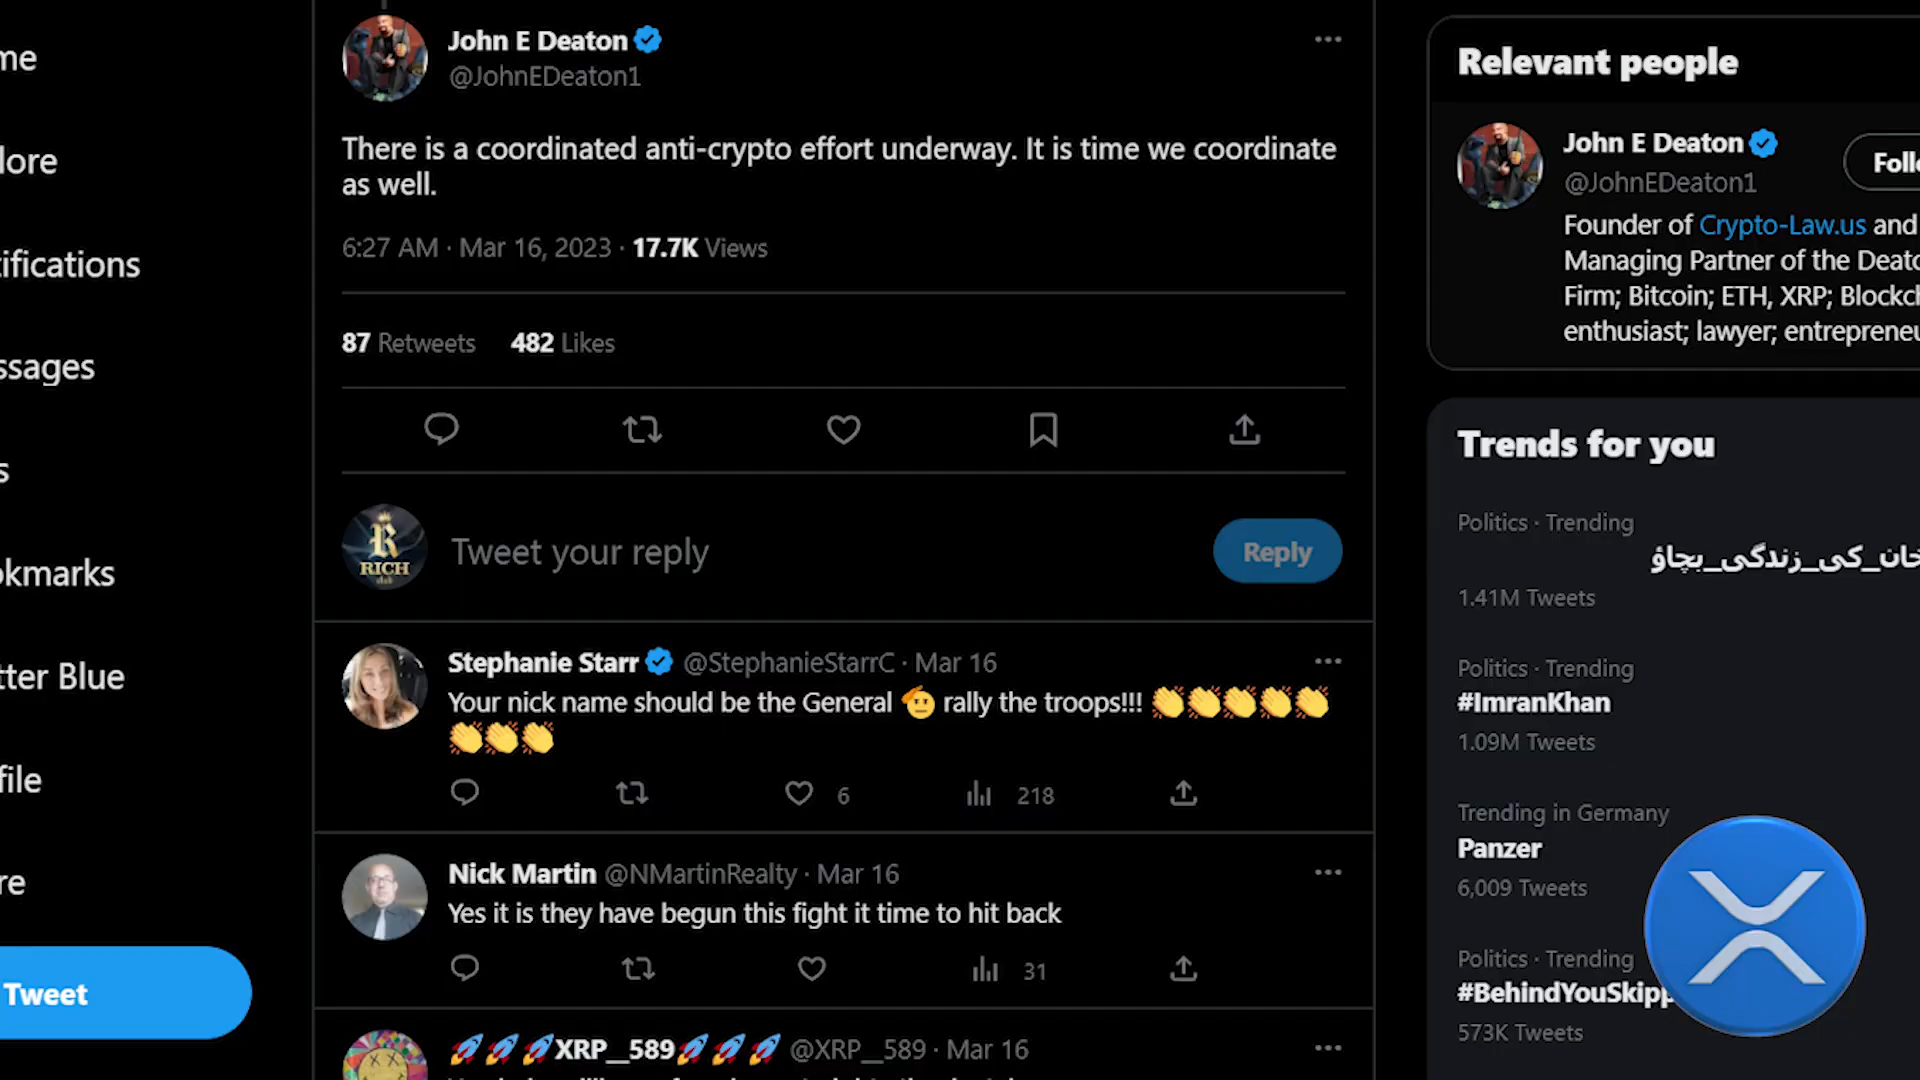 me
lore
tifications
ssages
s
okmarks
tter Blue
file
re
Tweet
John E Deaton
@JohnEDeaton1
There is a coordinated anti-crypto effort underway. It is time we coordinate
as well.
6:27 AM · Mar 16, 2023 · 17.7K Views
87 Retweets 482 Likes
R
RICH
club
Tweet your reply
Reply
Stephanie Starr @StephanieStarrC · Mar 16
Your nick name should be the General 🫡 rally the troops!!! 👏👏👏👏👏
👏👏👏
6 218
Nick Martin @NMartinRealty · Mar 16
Yes it is they have begun this fight it time to hit back
31
🚀🚀🚀XRP__589🚀🚀🚀 @XRP__589 · Mar 16
Relevant people
John E Deaton
@JohnEDeaton1
Follo
Founder of Crypto-Law.us and
Managing Partner of the Deato
Firm; Bitcoin; ETH, XRP; Blockch
enthusiast; lawyer; entrepreneu
Trends for you
Politics · Trending
خان_کی_زندگی_بچاؤ
1.41M Tweets
Politics · Trending
#ImranKhan
1.09M Tweets
Trending in Germany
Panzer
6,009 Tweets
Politics · Trending
#BehindYouSkipp
573K Tweets